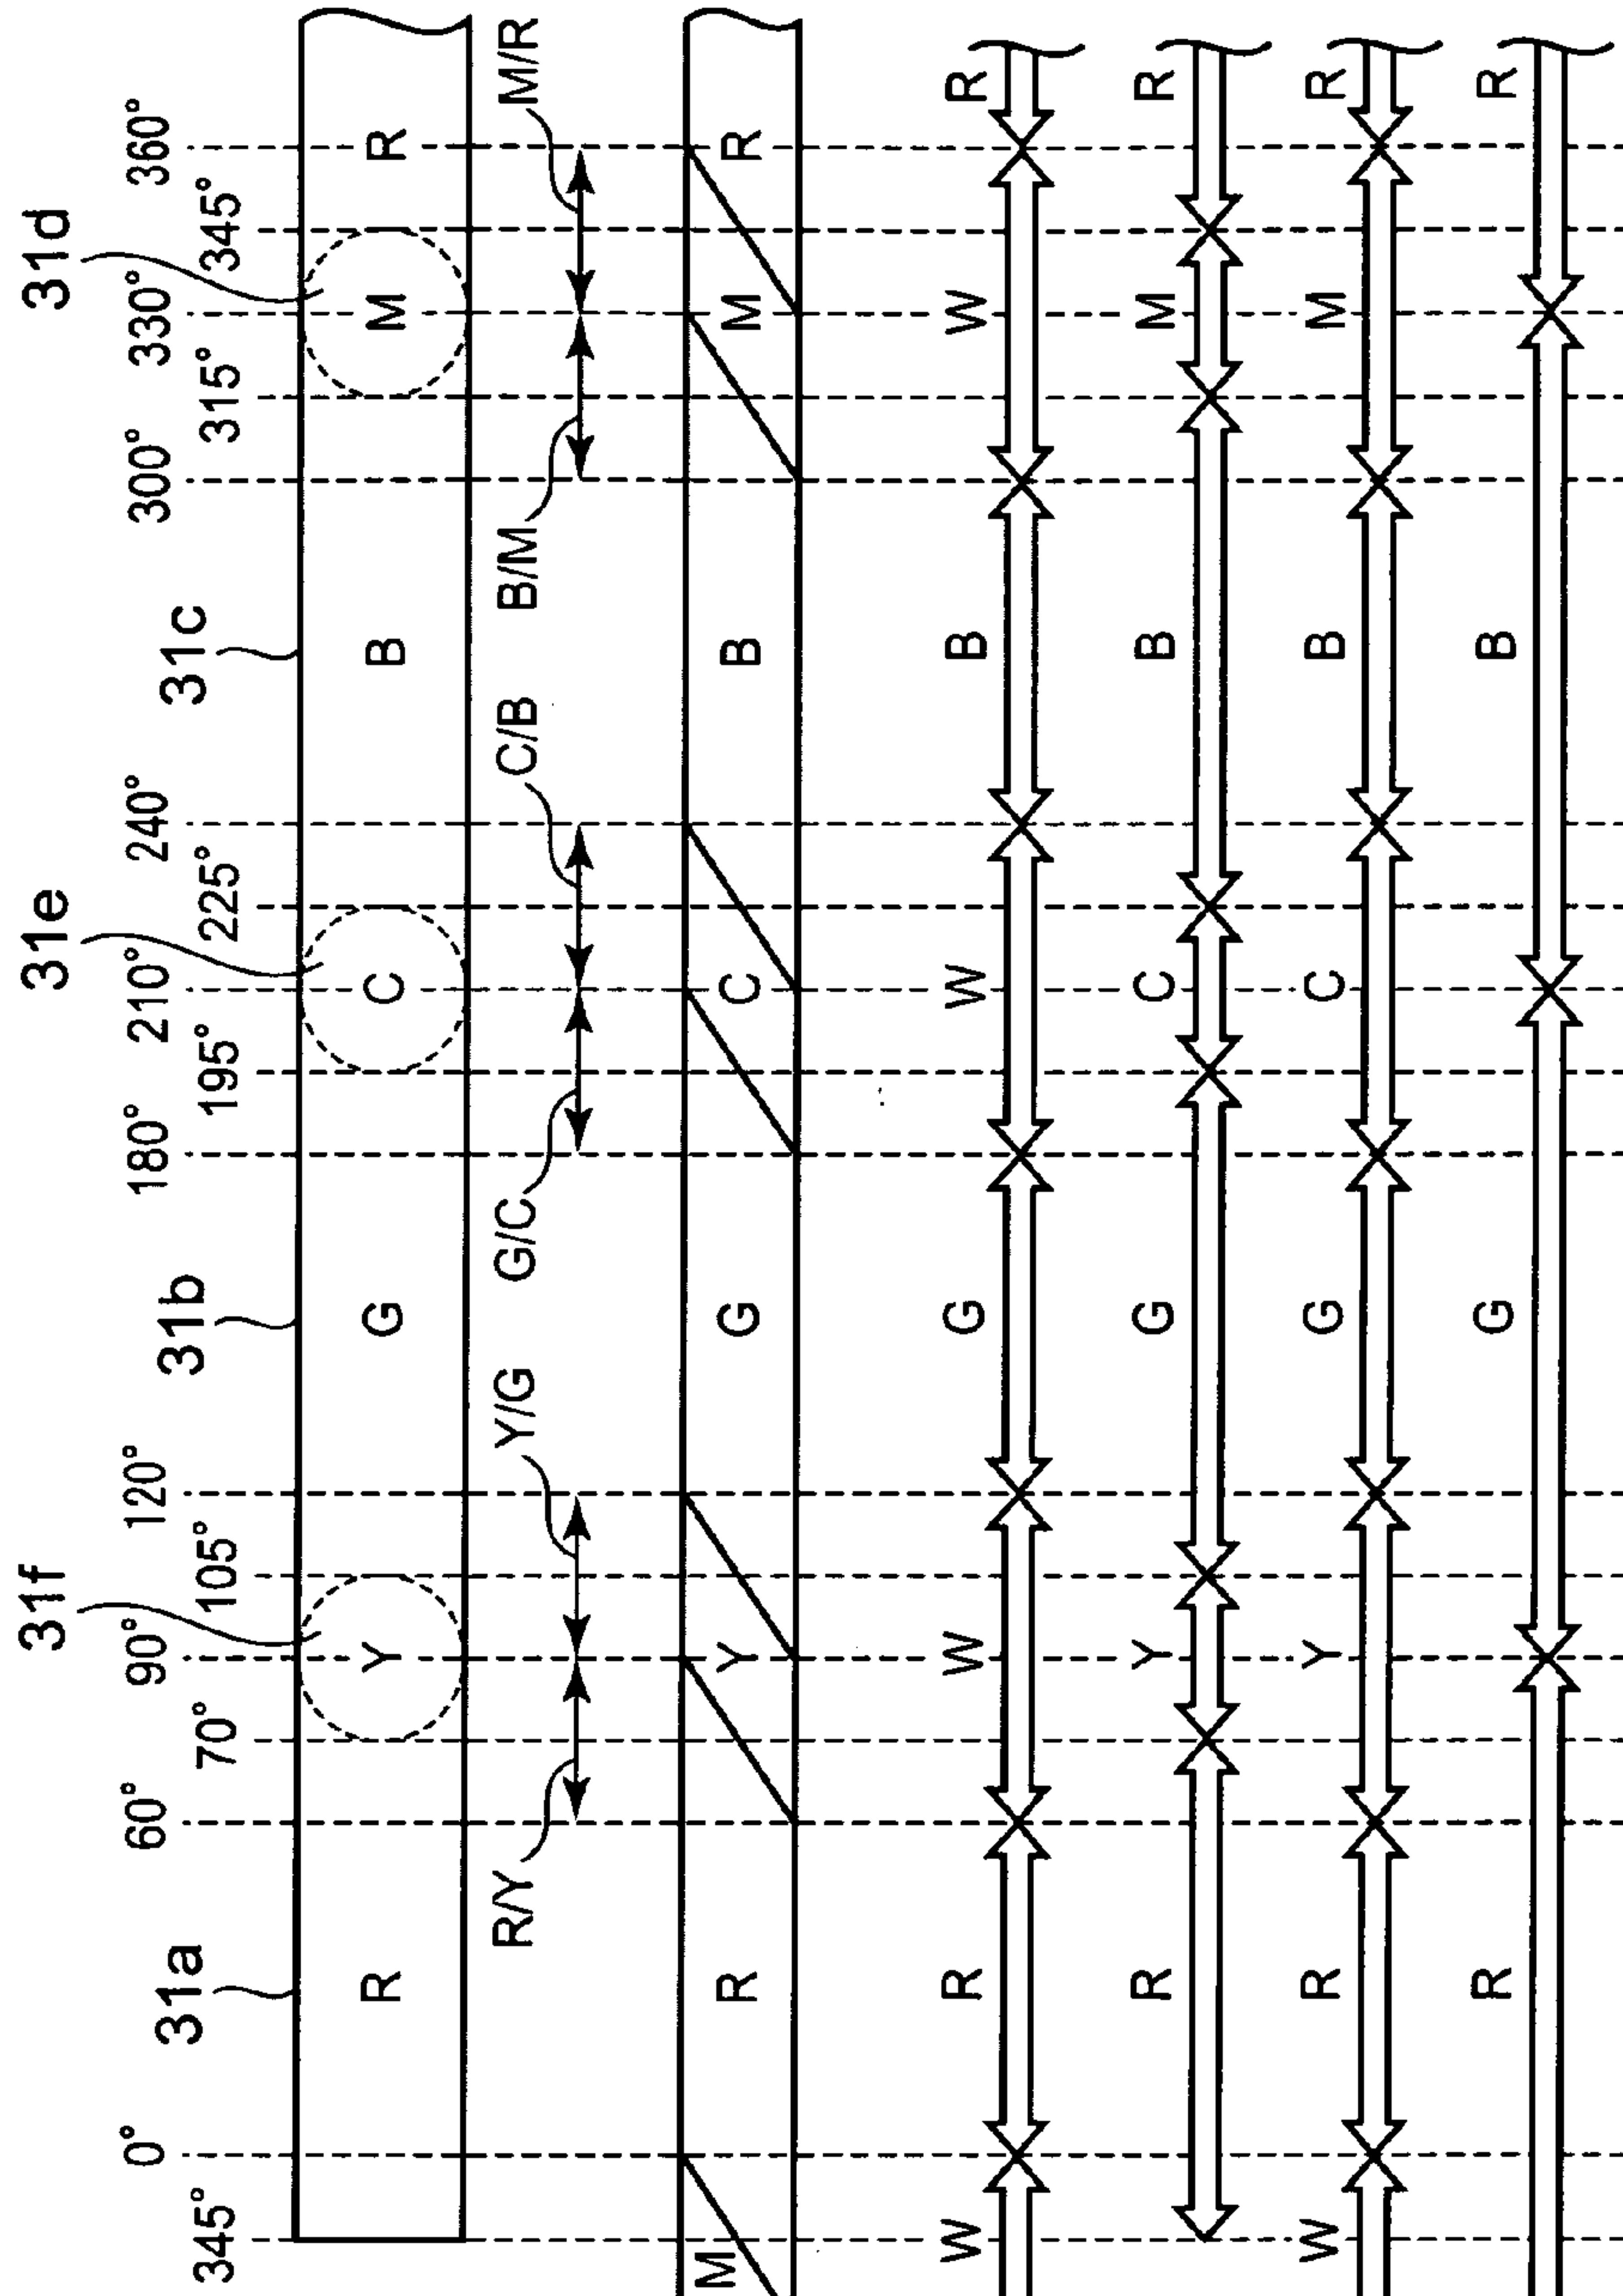 31a 31f 31b 31e 31c 31d
0° 60° 90° 120° 180° 210° 240° 300° 330° 360°
345° 70° 105° 195° 225° 315° 345°
R Y G C B M R
R/Y Y/G G/C C/B B/M M/R
M R Y G C B M R
W R W G W B W R
R Y G C B M R
W R Y G C B M R
R G B R